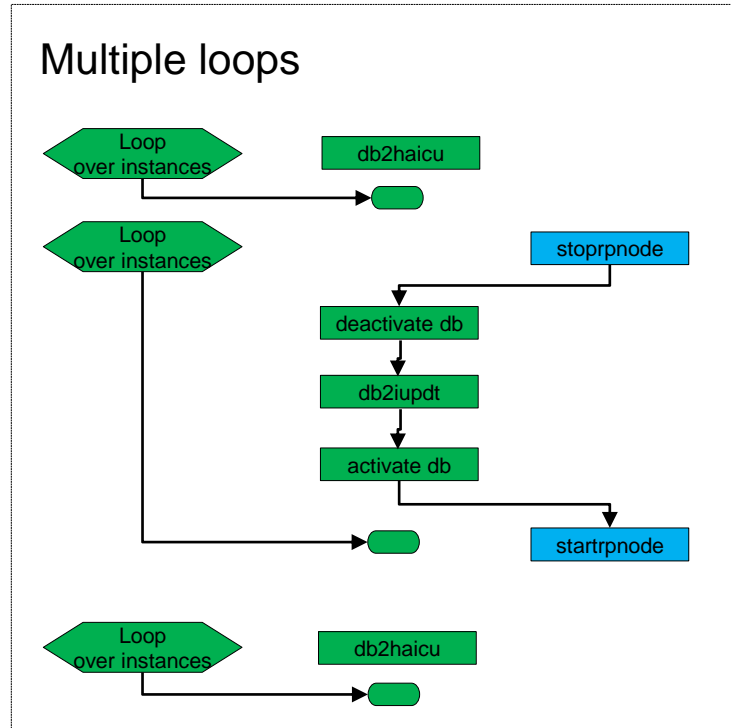 Multiple loops
Loop
over instances
db2haicu
Loop
over instances
stoprpnode
deactivate db
db2iupdt
activate db
startrpnode
Loop
over instances
db2haicu